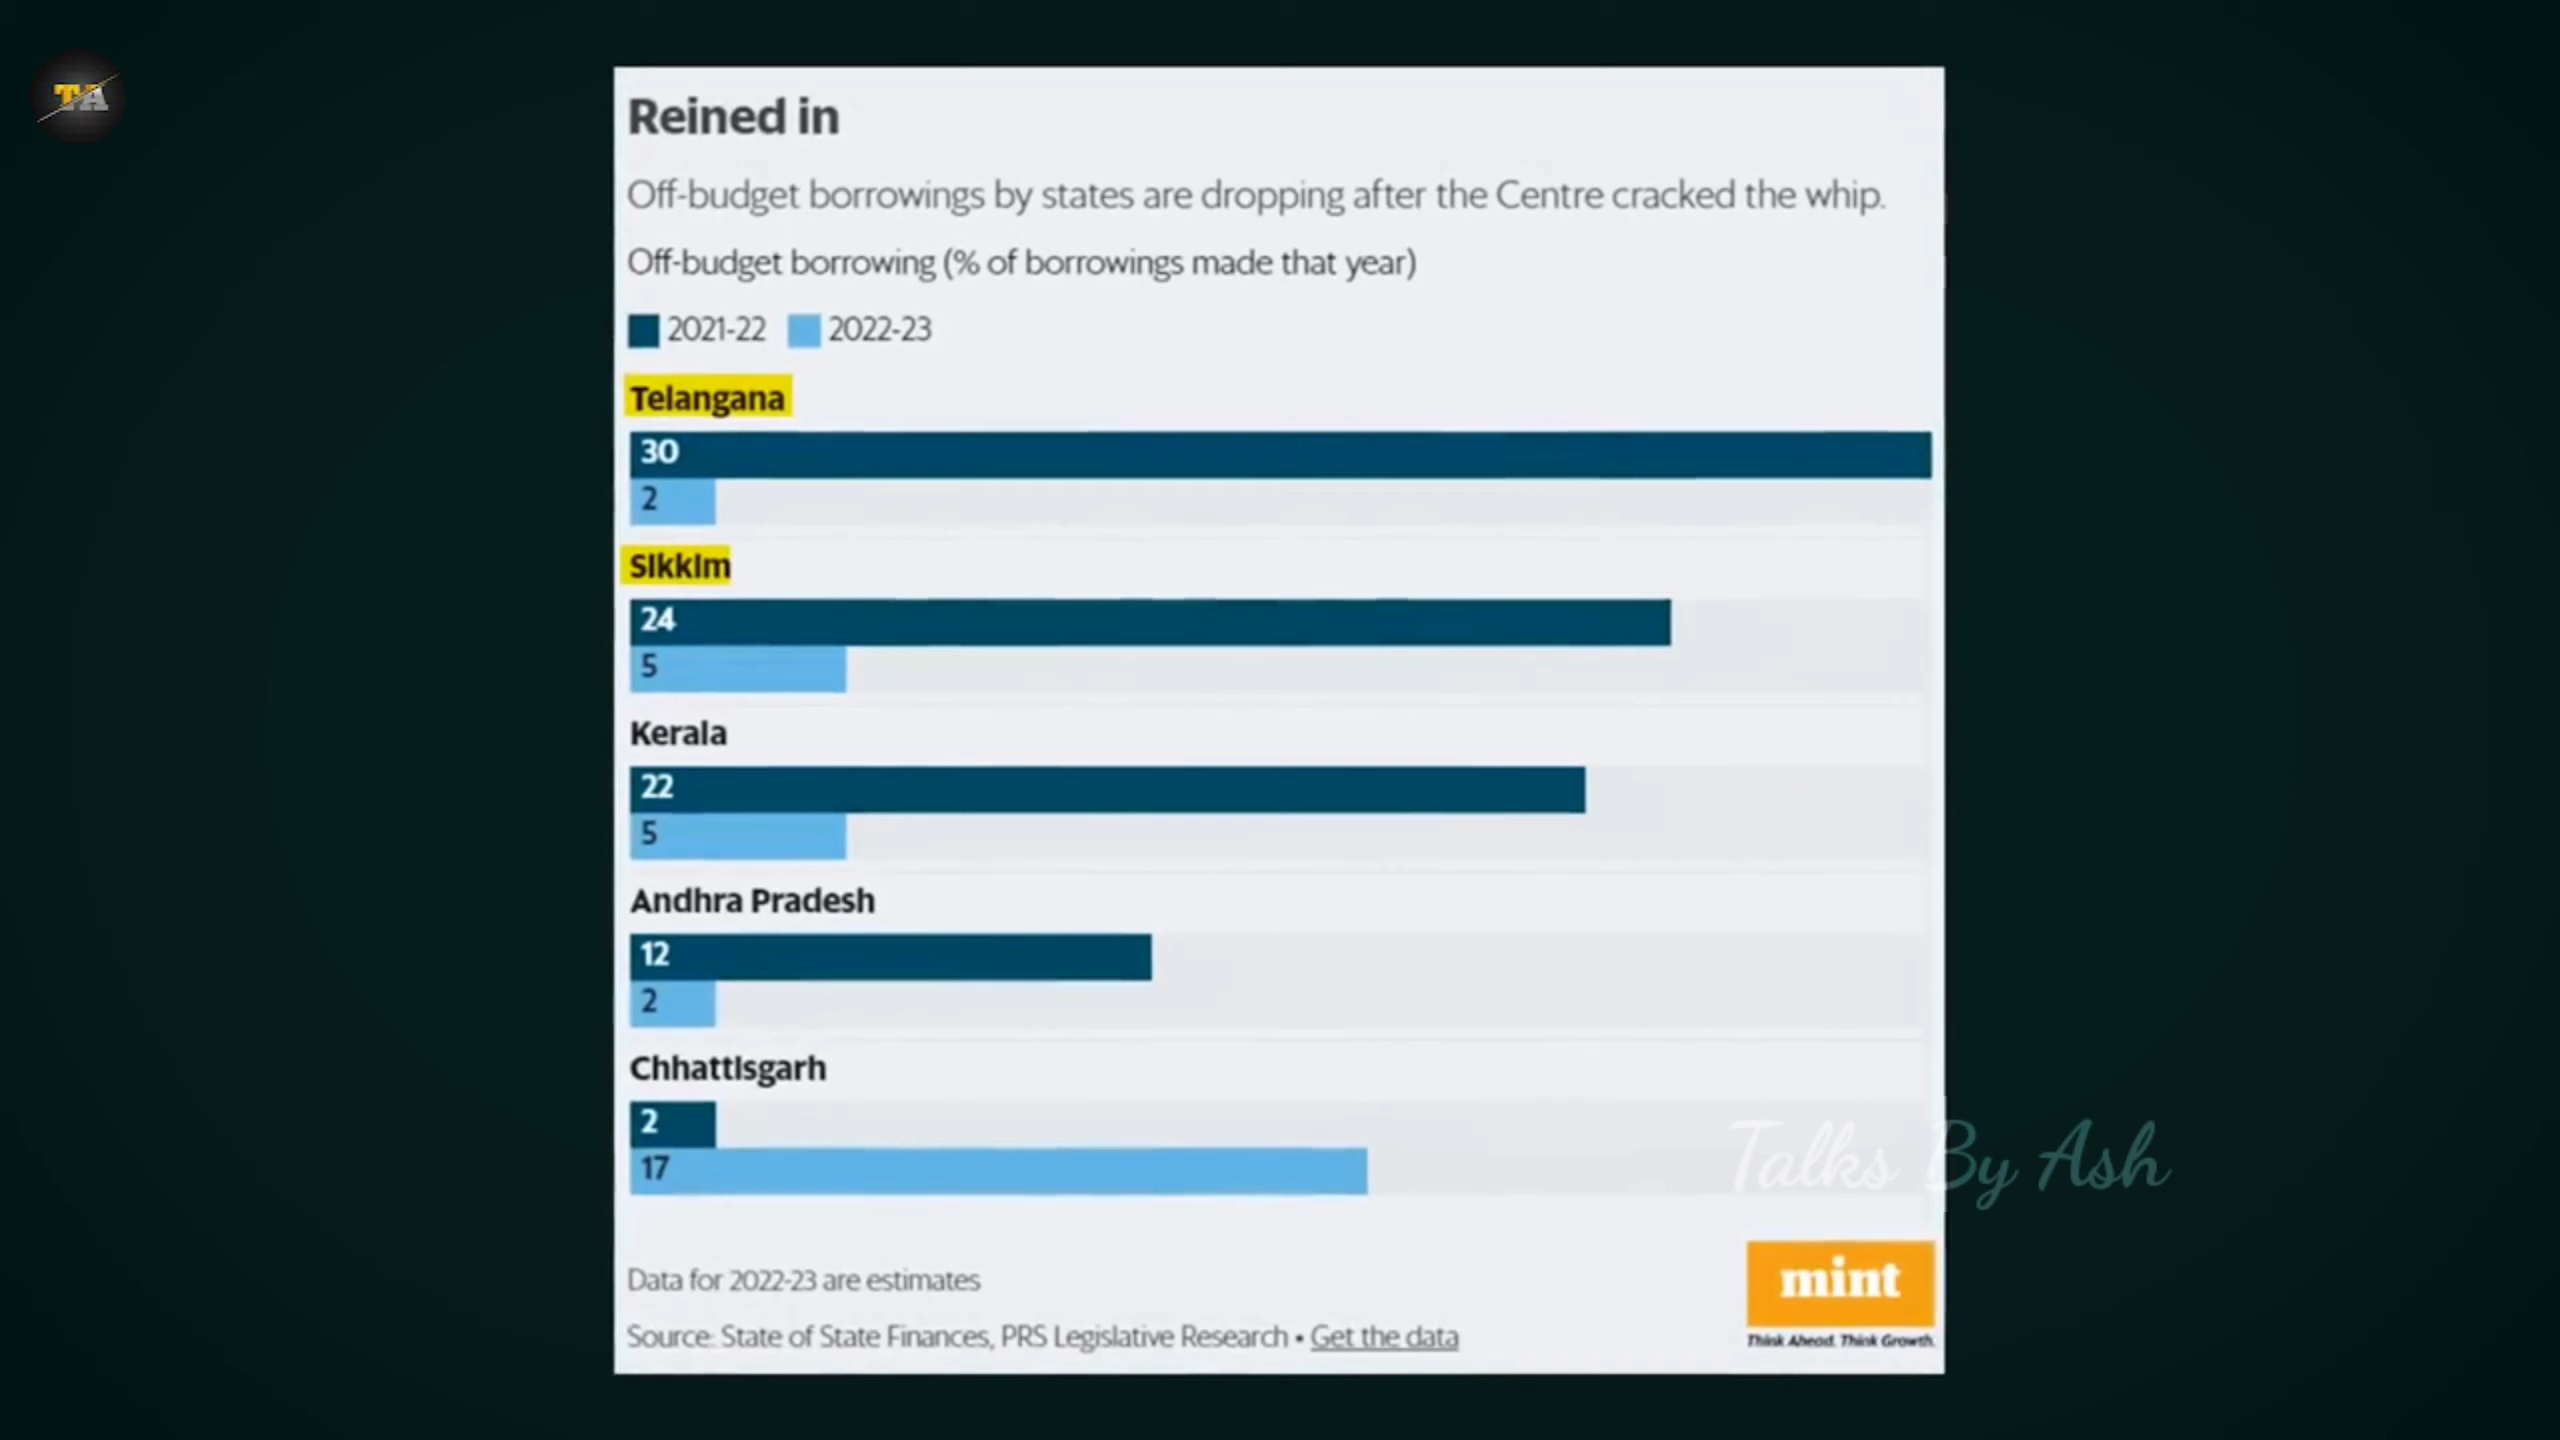 TA
Reined in
Off-budget borrowings by states are dropping after the Centre cracked the whip.
Off-budget borrowing (% of borrowings made that year)
2021-22 2022-23
Telangana
30
2
Sikkim
24
5
Kerala
22
5
Andhra Pradesh
12
2
Chhattisgarh
2
17
Talks By Ash
Data for 2022-23 are estimates
mint
Source: State of State Finances, PRS Legislative Research • Get the data
Think Ahead. Think Growth.